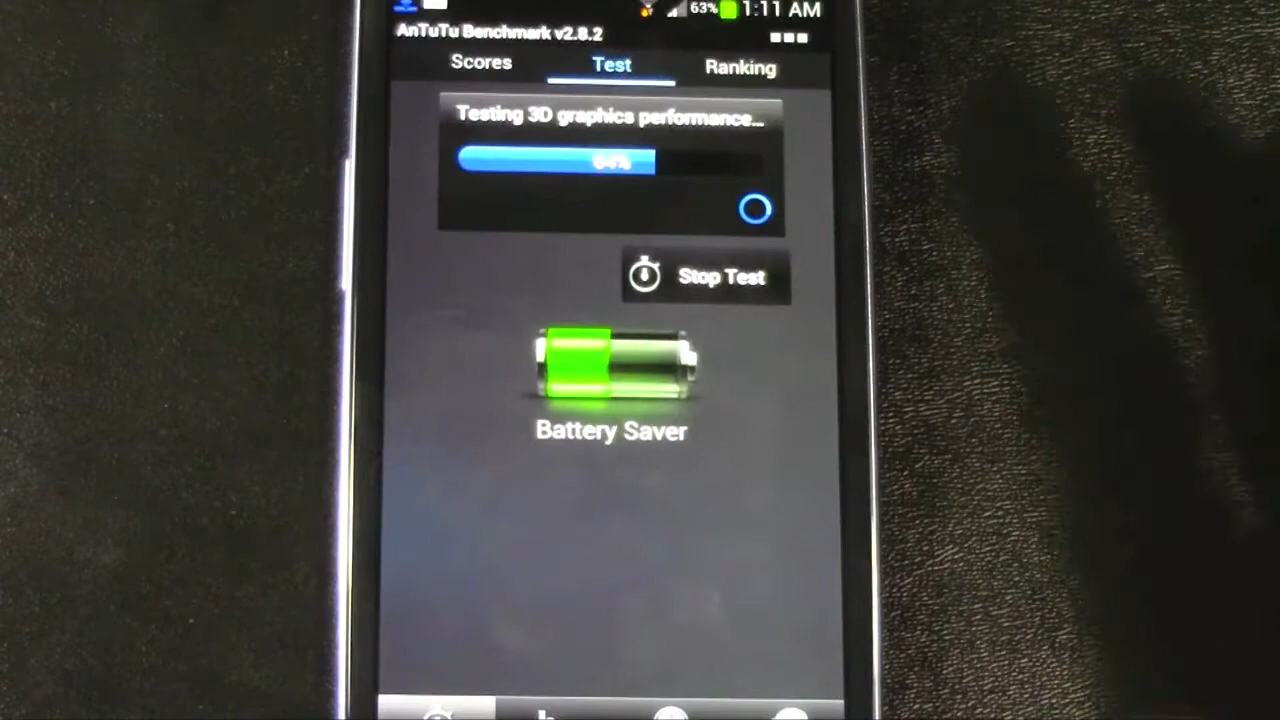 63% 1:11 AM
AnTuTu Benchmark v2.8.2
Scores Test Ranking
Testing 3D graphics performance...
64%
Stop Test
Battery Saver